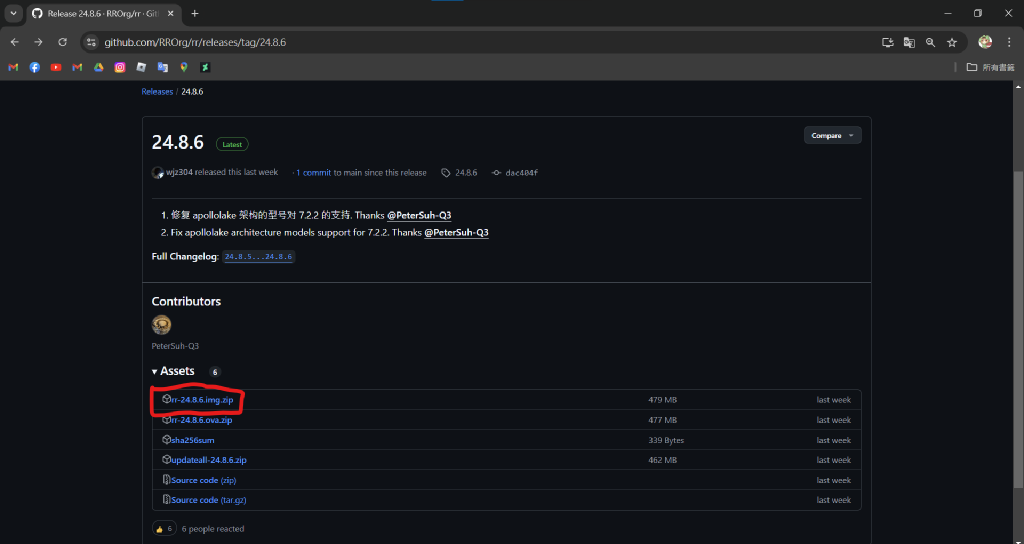 Release 24.8.6 · RROrg/rr · Git
github.com/RROrg/rr/releases/tag/24.8.6
所有書籤
Releases / 24.8.6
24.8.6 Latest
Compare
wjz304 released this last week · 1 commit to main since this release 24.8.6 dac404f
1. 修复 apollolake 架构的型号对 7.2.2 的支持. Thanks @PeterSuh-Q3
2. Fix apollolake architecture models support for 7.2.2. Thanks @PeterSuh-Q3
Full Changelog: 24.8.5...24.8.6
Contributors
PeterSuh-Q3
Assets 6
rr-24.8.6.img.zip 479 MB last week
rr-24.8.6.ova.zip 477 MB last week
sha256sum 339 Bytes last week
updateall-24.8.6.zip 462 MB last week
Source code (zip) last week
Source code (tar.gz) last week
6 6 people reacted